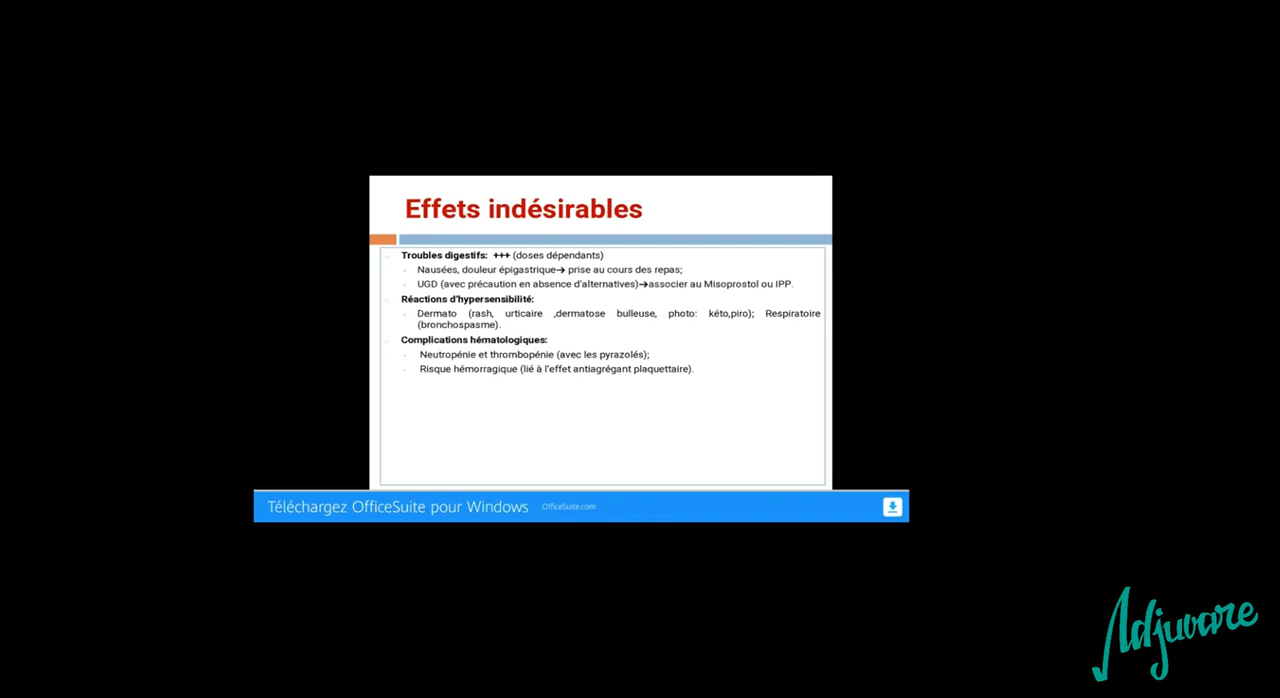 Effets indésirables
Troubles digestifs: +++ (doses dépendants)
Nausées, douleur épigastrique→ prise au cours des repas;
UGD (avec précaution en absence d'alternatives)→associer au Misoprostol ou IPP.
Réactions d'hypersensibilité:
Dermato (rash, urticaire ,dermatose bulleuse, photo: kéto,piro); Respiratoire
(bronchospasme).
Complications hématologiques:
Neutropénie et thrombopénie (avec les pyrazolés);
Risque hémorragique (lié à l'effet antiagrégant plaquettaire).
Téléchargez OfficeSuite pour Windows OfficeSuite.com
Adjuvare